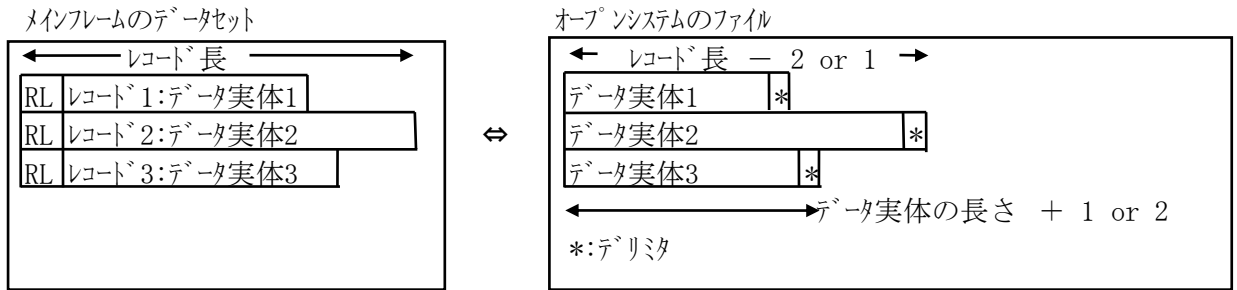 ﾒｲﾝﾌﾚｰﾑのﾃﾞｰﾀｾｯﾄ
ﾚｺｰﾄﾞ長
RL ﾚｺｰﾄﾞ1:ﾃﾞｰﾀ実体1
RL ﾚｺｰﾄﾞ2:ﾃﾞｰﾀ実体2
RL ﾚｺｰﾄﾞ3:ﾃﾞｰﾀ実体3
⇔
ｵｰﾌﾟﾝｼｽﾃﾑのﾌｧｲﾙ
ﾚｺｰﾄﾞ長 － 2 or 1
ﾃﾞｰﾀ実体1 *
ﾃﾞｰﾀ実体2 *
ﾃﾞｰﾀ実体3 *
ﾃﾞｰﾀ実体の長さ ＋ 1 or 2
*:ﾃﾞﾘﾐﾀ